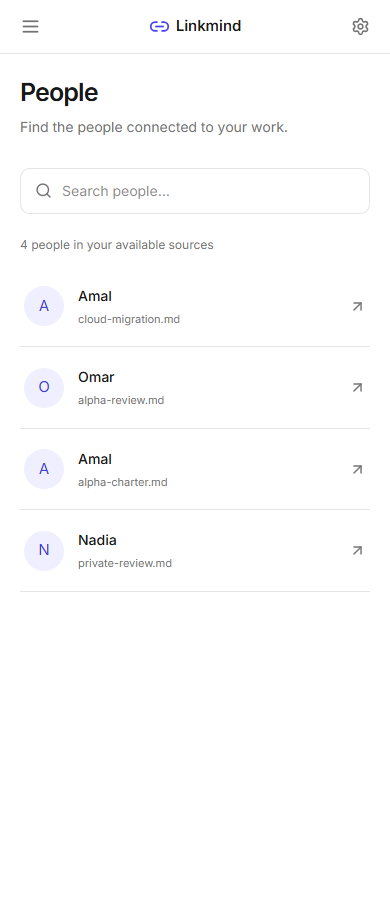 Linkmind
People
Find the people connected to your work.
Search people...
4 people in your available sources
A
Amal
cloud-migration.md
O
Omar
alpha-review.md
A
Amal
alpha-charter.md
N
Nadia
private-review.md